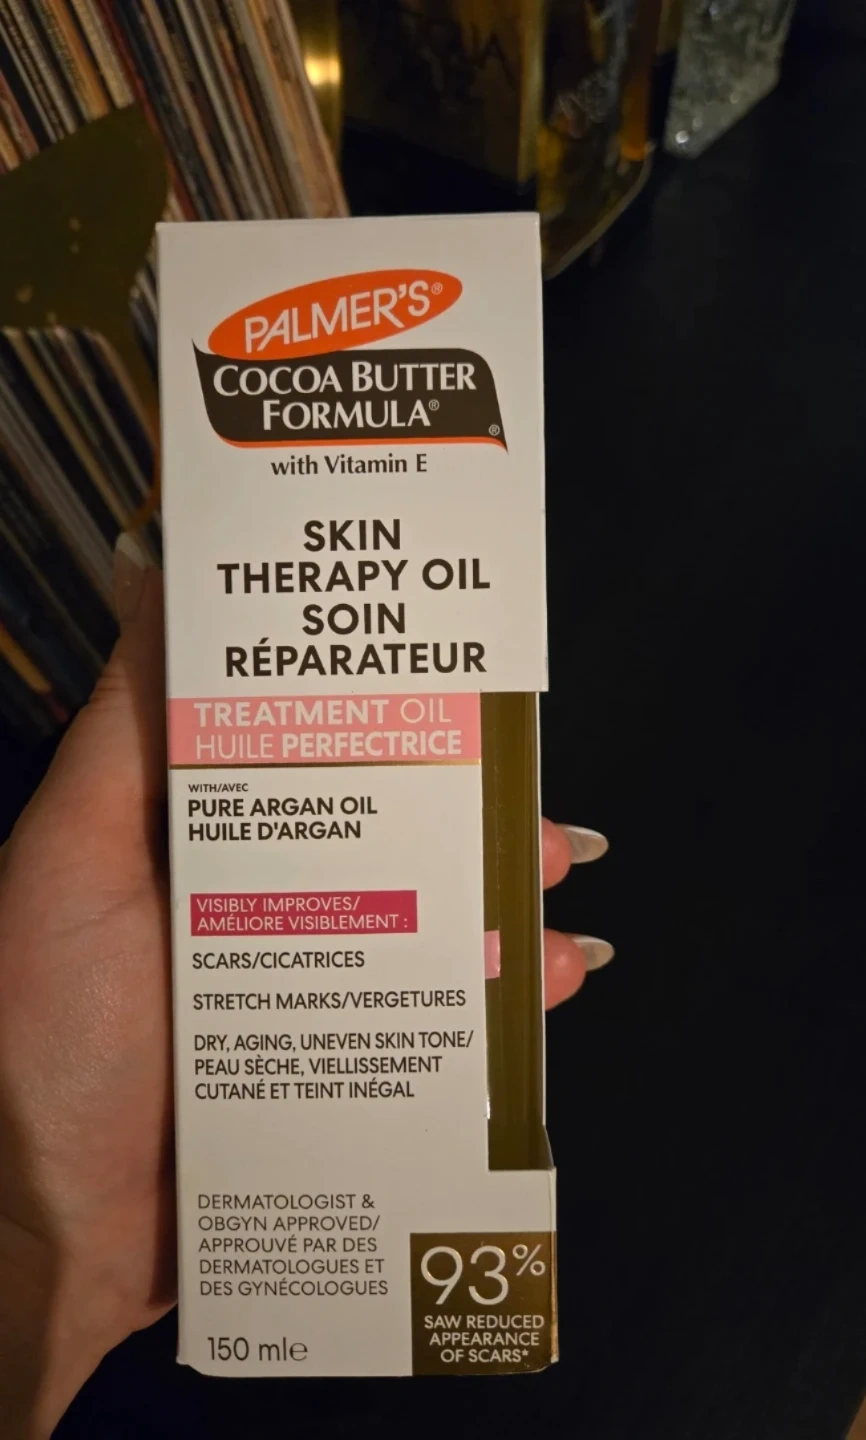 PALMER'S®
COCOA BUTTER
FORMULA®
®
with Vitamin E
SKIN
THERAPY OIL
SOIN
RÉPARATEUR
TREATMENT OIL
HUILE PERFECTRICE
WITH/AVEC
PURE ARGAN OIL
HUILE D'ARGAN
VISIBLY IMPROVES/
AMÉLIORE VISIBLEMENT :
SCARS/CICATRICES
STRETCH MARKS/VERGETURES
DRY, AGING, UNEVEN SKIN TONE/
PEAU SÈCHE, VIELLISSEMENT
CUTANÉ ET TEINT INÉGAL
DERMATOLOGIST &
OBGYN APPROVED/
APPROUVÉ PAR DES
DERMATOLOGUES ET
DES GYNÉCOLOGUES
150 ml℮
93%
SAW REDUCED
APPEARANCE
OF SCARS*